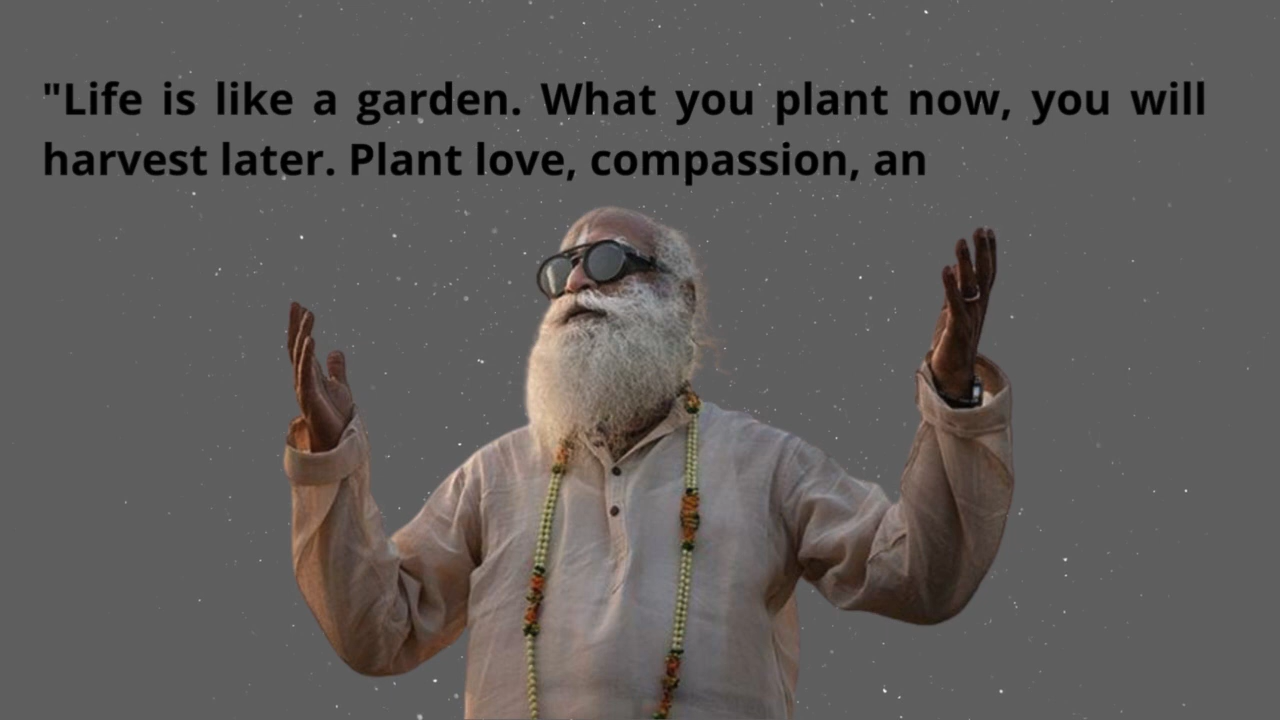 "Life is like a garden. What you plant now, you will
harvest later. Plant love, compassion, an